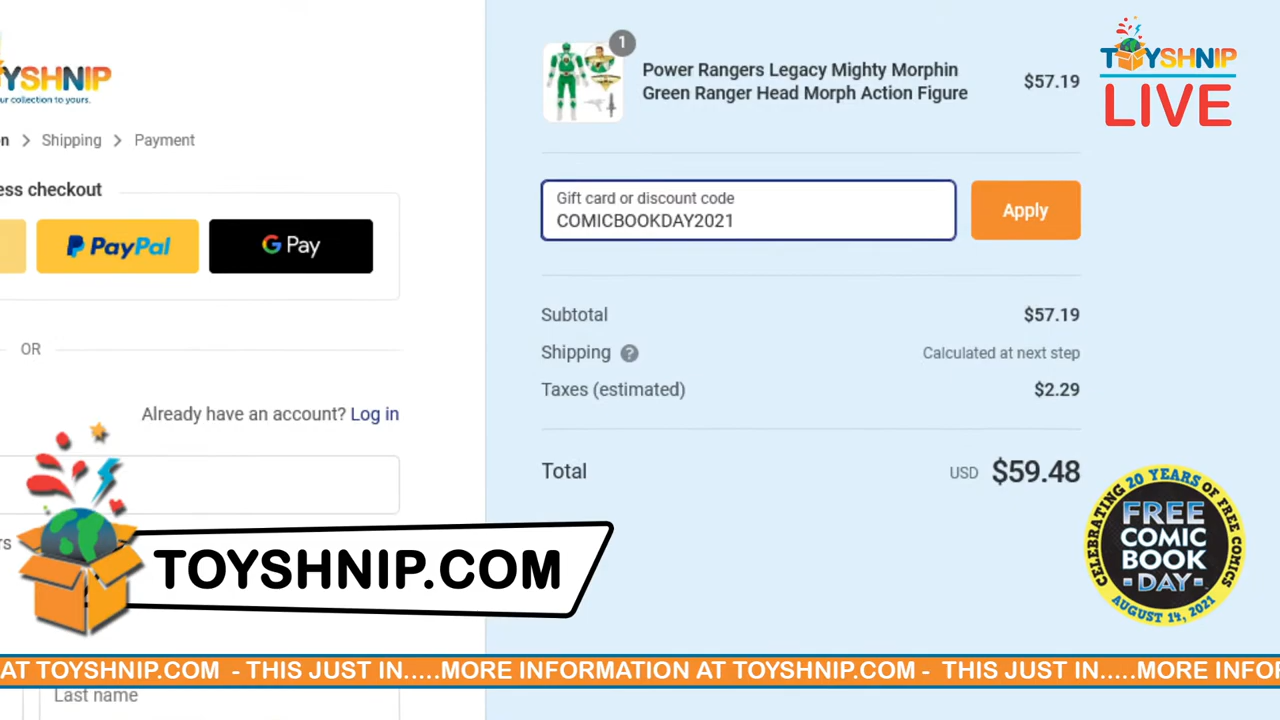 YSHNIP
ur collection to yours.
n > Shipping > Payment
ess checkout
PayPal
G Pay
OR
Already have an account? Log in
rs
Last name
1
Power Rangers Legacy Mighty Morphin
Green Ranger Head Morph Action Figure
$57.19
Gift card or discount code
COMICBOOKDAY2021
Apply
Subtotal $57.19
Shipping ? Calculated at next step
Taxes (estimated) $2.29
Total USD $59.48
TOYSHNIP
LIVE
TOYSHNIP.COM
CELEBRATING 20 YEARS OF FREE COMICS
FREE
COMIC
BOOK
DAY
AUGUST 14, 2021
AT TOYSHNIP.COM - THIS JUST IN.....MORE INFORMATION AT TOYSHNIP.COM - THIS JUST IN.....MORE INFOR